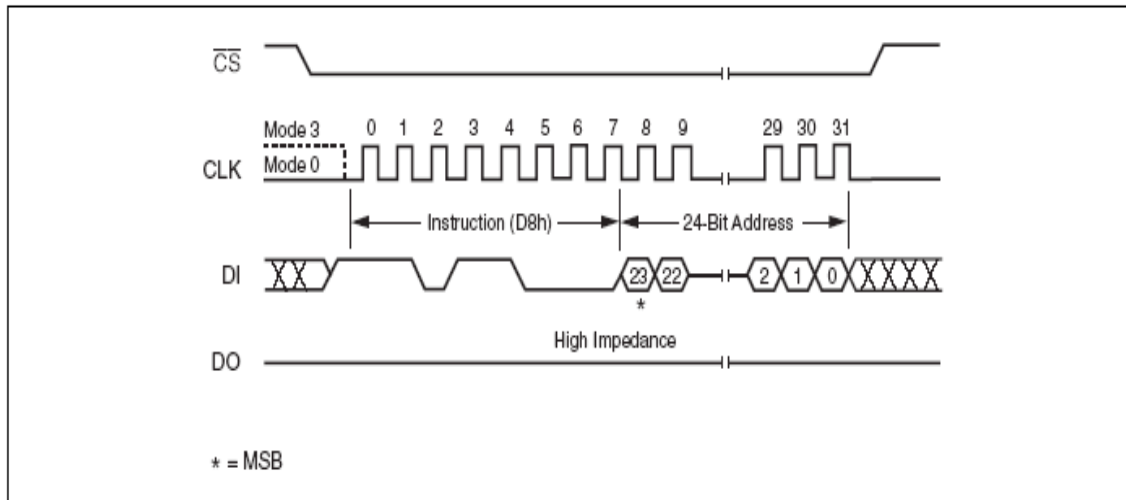 CS
Mode 3 0 1 2 3 4 5 6 7 8 9 29 30 31
CLK Mode 0
Instruction (D8h) 24-Bit Address
DI 23 22 2 1 0
*
High Impedance
DO
* = MSB